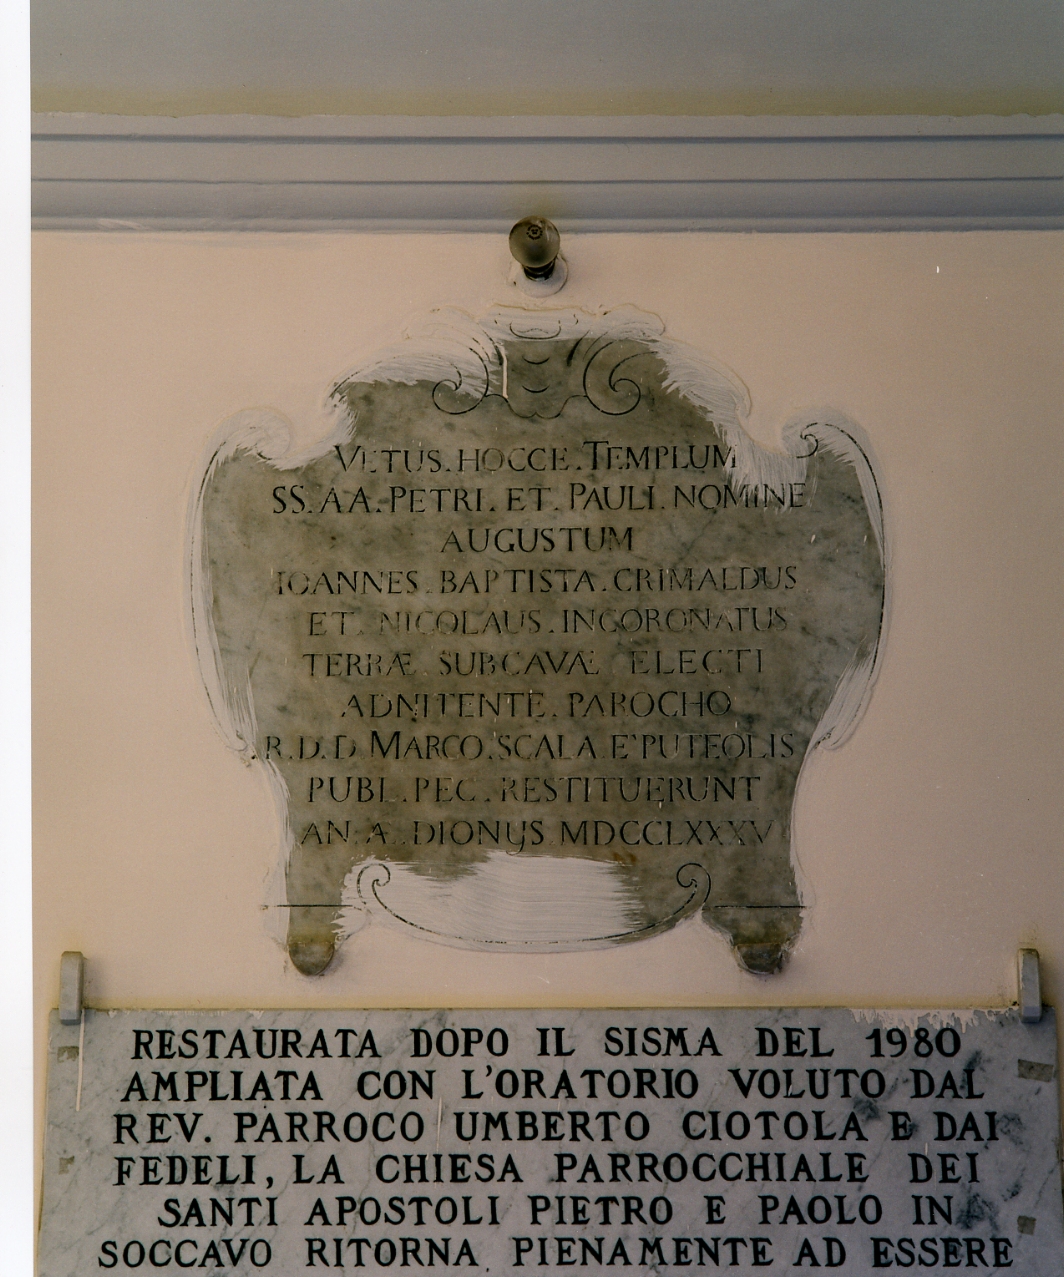 VETUS.HOCCE.TEMPLUM
SS.AA.PETRI.ET.PAULI.NOMINE
AUGUSTUM
IOANNES.BAPTISTA.CRIMALDUS
ET.NICOLAUS.INCORONATUS
TERRÆ SUBCAVÆ ELECTI
ADNITENTE.PAROCHO
R.D.D MARCO.SCALA E'PUTEOLIS
PUBL.PEC.RESTITUERUNT
AN.A.DIONYS MDCCLXXXV
RESTAURATA DOPO IL SISMA DEL 1980
AMPLIATA CON L'ORATORIO VOLUTO DAL
REV. PARROCO UMBERTO CIOTOLA E DAI
FEDELI, LA CHIESA PARROCCHIALE DEI
SANTI APOSTOLI PIETRO E PAOLO IN
SOCCAVO RITORNA PIENAMENTE AD ESSERE